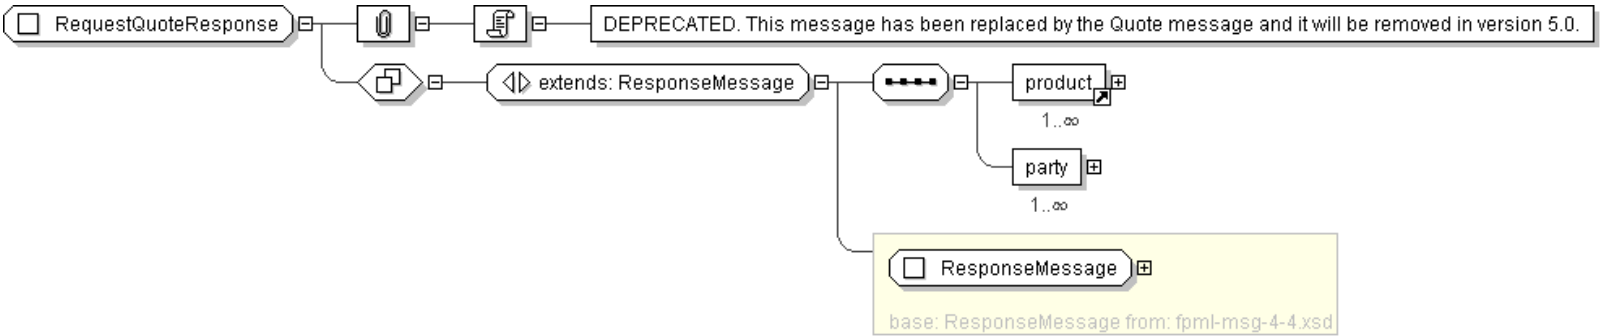 RequestQuoteResponse
DEPRECATED. This message has been replaced by the Quote message and it will be removed in version 5.0.
extends: ResponseMessage
product
1..∞
party
1..∞
ResponseMessage
base: ResponseMessage from: fpml-msg-4-4.xsd